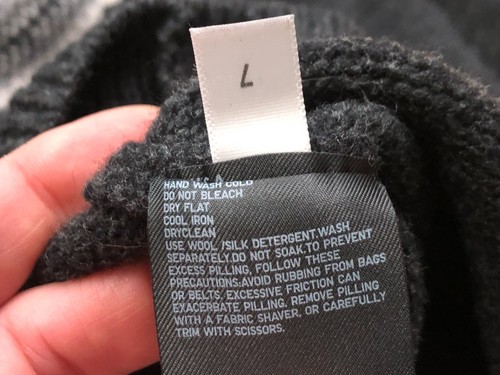 L
HAND WASH COLD
DO NOT BLEACH
DRY FLAT
COOL IRON
DRYCLEAN
USE WOOL /SILK DETERGENT.WASH
SEPARATELY.DO NOT SOAK.TO PREVENT
EXCESS PILLING, FOLLOW THESE
PRECAUTIONS:AVOID RUBBING FROM BAGS
OR BELTS. EXCESSIVE FRICTION CAN
EXACERBATE PILLING. REMOVE PILLING
WITH A FABRIC SHAVER, OR CAREFULLY
TRIM WITH SCISSORS.